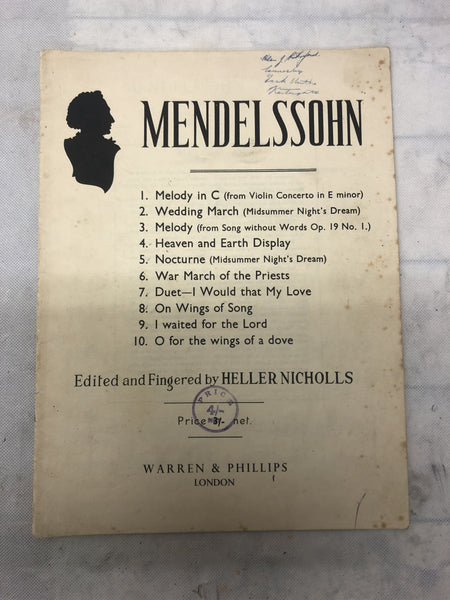 MENDELSSOHN
1. Melody in C (from Violin Concerto in E minor)
2. Wedding March (Midsummer Night's Dream)
3. Melody (from Song without Words Op. 19 No. 1.)
4. Heaven and Earth Display
5. Nocturne (Midsummer Night's Dream)
6. War March of the Priests
7. Duet—I Would that My Love
8. On Wings of Song
9. I waited for the Lord
10. O for the wings of a dove
Edited and Fingered by HELLER NICHOLLS
PRICE
4/-
Price 3/- net.
WARREN & PHILLIPS
LONDON